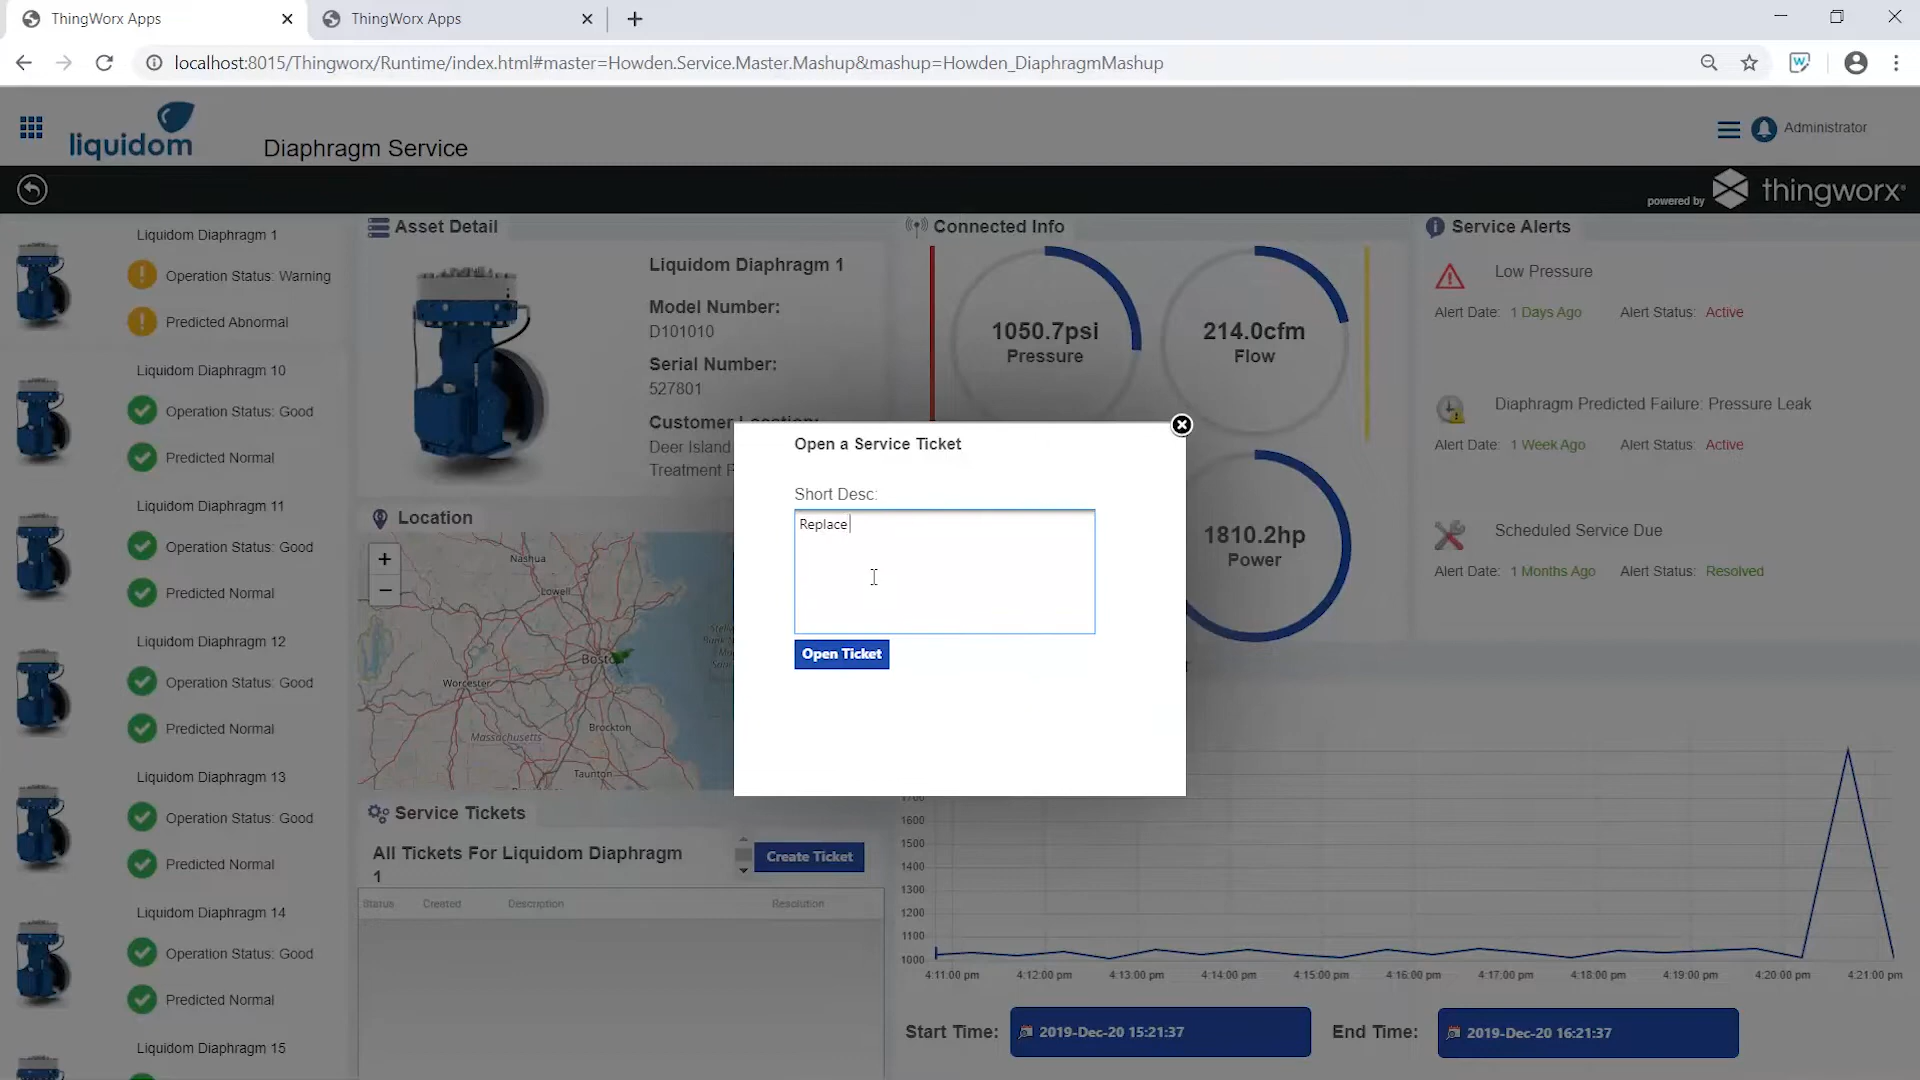 ThingWorx Apps
ThingWorx Apps
localhost:8015/Thingworx/Runtime/index.html#master=Howden.Service.Master.Mashup&mashup=Howden_DiaphragmMashup
liquidom
Diaphragm Service
Administrator
powered by
thingworx
Liquidom Diaphragm 1
Operation Status: Warning
Predicted Abnormal
Liquidom Diaphragm 10
Operation Status: Good
Predicted Normal
Liquidom Diaphragm 11
Operation Status: Good
Predicted Normal
Liquidom Diaphragm 12
Operation Status: Good
Predicted Normal
Liquidom Diaphragm 13
Operation Status: Good
Predicted Normal
Liquidom Diaphragm 14
Operation Status: Good
Predicted Normal
Liquidom Diaphragm 15
Asset Detail
Liquidom Diaphragm 1
Model Number:
D101010
Serial Number:
527801
Customer Location:
Deer Island
Treatment
Connected Info
1050.7psi
Pressure
214.0cfm
Flow
1810.2hp
Power
Service Alerts
Low Pressure
Alert Date: 1 Days Ago Alert Status: Active
Diaphragm Predicted Failure: Pressure Leak
Alert Date: 1 Week Ago Alert Status: Active
Scheduled Service Due
Alert Date: 1 Months Ago Alert Status: Resolved
Open a Service Ticket
Short Desc:
Replace
Open Ticket
Location
+
−
Nashua
Lowell
Boston
Worcester
Brockton
Massachusetts
Taunton
Service Tickets
All Tickets For Liquidom Diaphragm
1
Create Ticket
Status Created Description Resolution
1700
1600
1500
1400
1300
1200
1100
1000
4:11:00 pm 4:12:00 pm 4:13:00 pm 4:14:00 pm 4:15:00 pm 4:16:00 pm 4:17:00 pm 4:18:00 pm 4:19:00 pm 4:20:00 pm 4:21:00 pm
Start Time: 2019-Dec-20 15:21:37 End Time: 2019-Dec-20 16:21:37